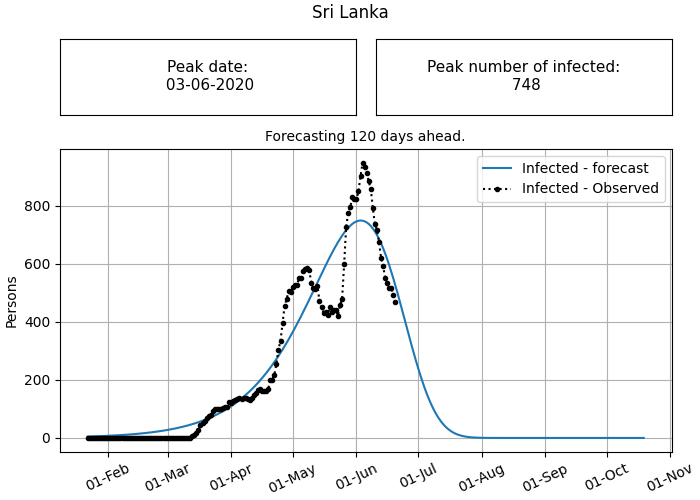 Sri Lanka
Peak date:
03-06-2020
Peak number of infected:
748
Forecasting 120 days ahead.
Infected - forecast
Infected - Observed
Persons
800
600
400
200
0
01-Feb
01-Mar
01-Apr
01-May
01-Jun
01-Jul
01-Aug
01-Sep
01-Oct
01-Nov